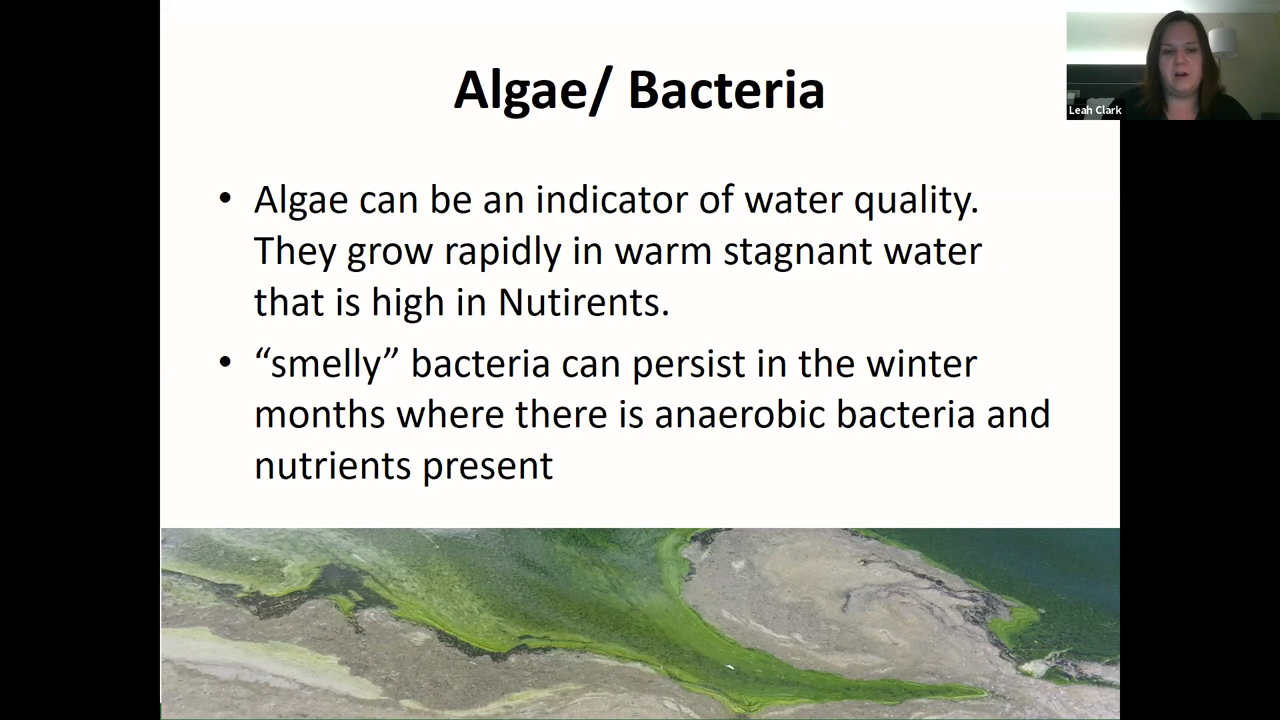 Algae/ Bacteria
Leah Clark
• Algae can be an indicator of water quality.
They grow rapidly in warm stagnant water
that is high in Nutirents.
• “smelly” bacteria can persist in the winter
months where there is anaerobic bacteria and
nutrients present